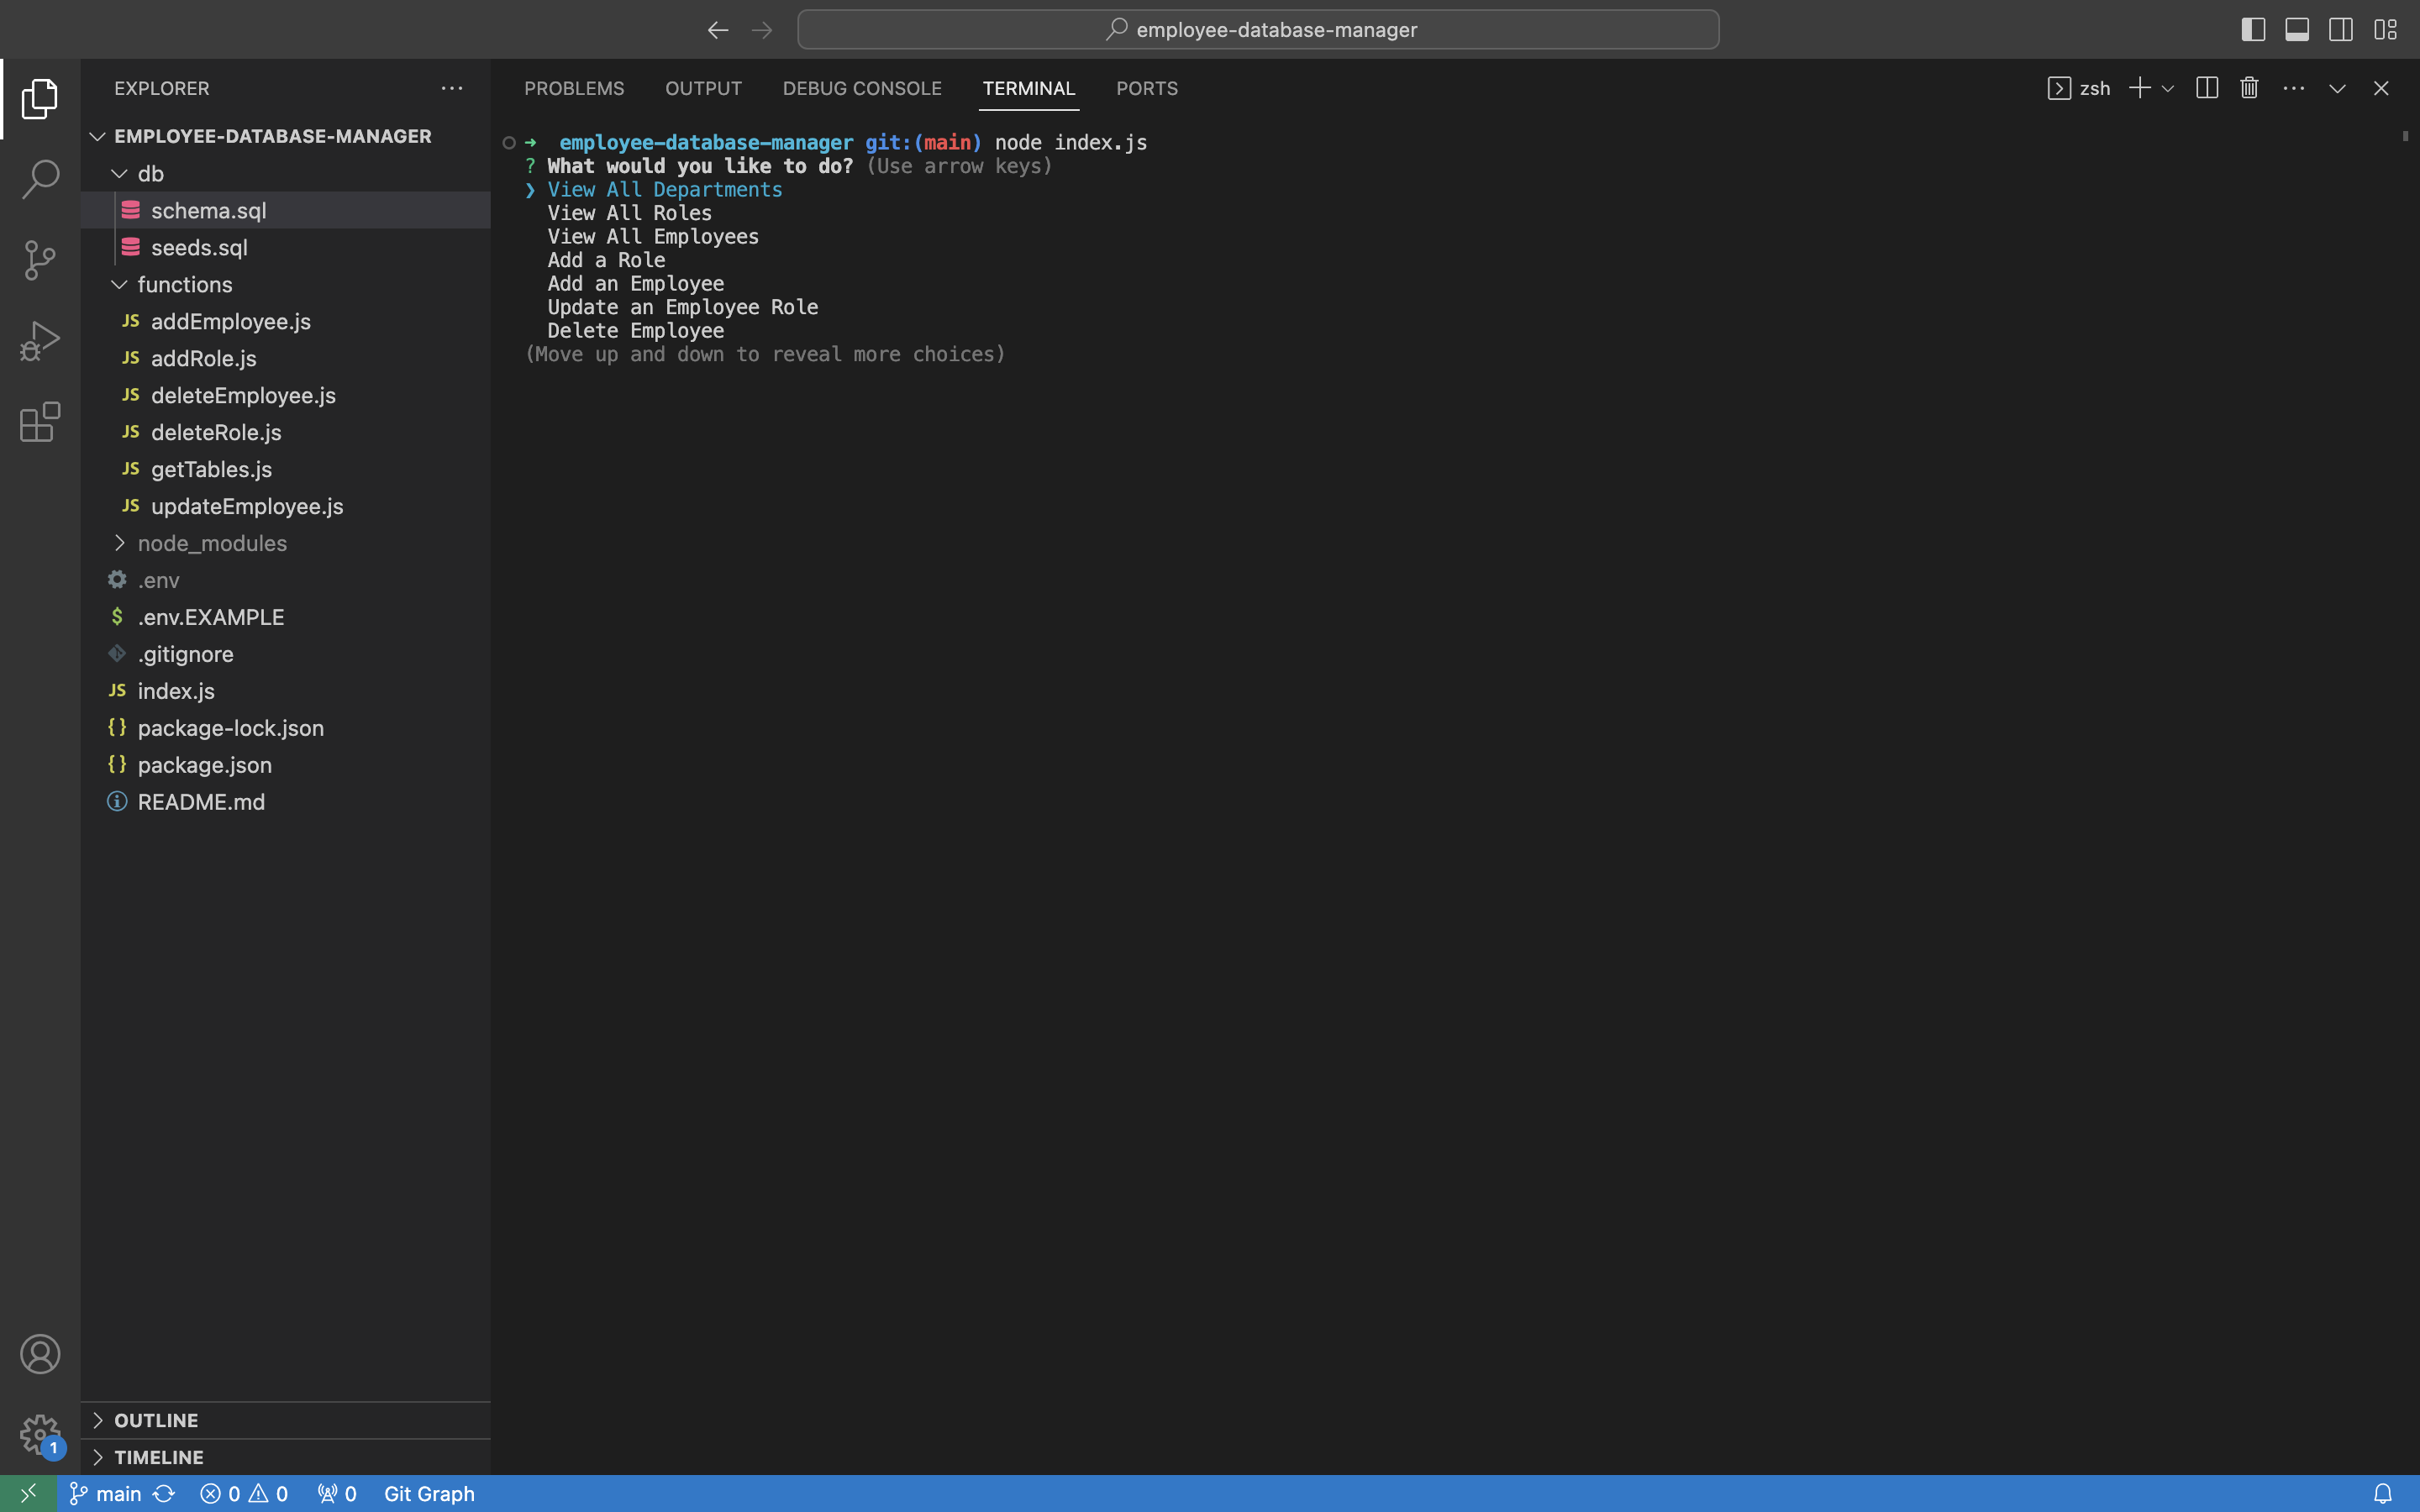 employee-database-manager
EXPLORER
EMPLOYEE-DATABASE-MANAGER
db
schema.sql
seeds.sql
functions
JS addEmployee.js
JS addRole.js
JS deleteEmployee.js
JS deleteRole.js
JS getTables.js
JS updateEmployee.js
node_modules
.env
$ .env.EXAMPLE
.gitignore
JS index.js
{} package-lock.json
{} package.json
README.md
OUTLINE
TIMELINE
PROBLEMS OUTPUT DEBUG CONSOLE TERMINAL PORTS
zsh
➜ employee-database-manager git:(main) node index.js
? What would you like to do? (Use arrow keys)
❯ View All Departments
View All Roles
View All Employees
Add a Role
Add an Employee
Update an Employee Role
Delete Employee
(Move up and down to reveal more choices)
1
main 0 0 0 Git Graph